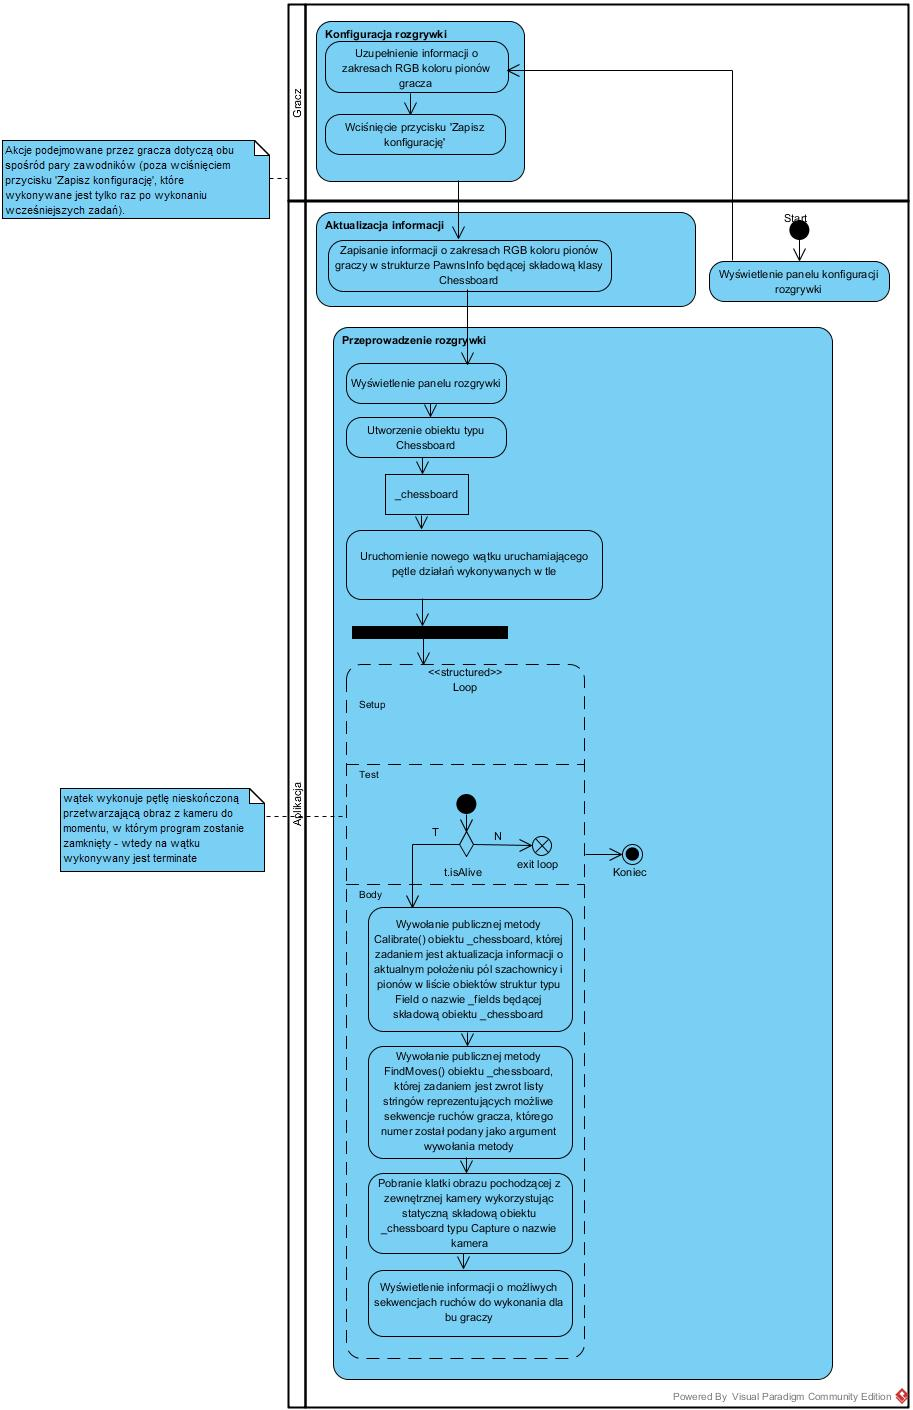 Gracz
Konfiguracja rozgrywki
Uzupełnienie informacji o
zakresach RGB koloru pionów
gracza
Wciśnięcie przycisku 'Zapisz
konfigurację'
Akcje podejmowane przez gracza dotyczą obu
spośród pary zawodników (poza wciśnięciem
przycisku 'Zapisz konfigurację', które
wykonywane jest tylko raz po wykonaniu
wcześniejszych zadań).
Aplikacja
Start
Wyświetlenie panelu konfiguracji
rozgrywki
Aktualizacja informacji
Zapisanie informacji o zakresach RGB koloru pionów
graczy w strukturze PawnsInfo będącej składową klasy
Chessboard
Przeprowadzenie rozgrywki
Wyświetlenie panelu rozgrywki
Utworzenie obiektu typu
Chessboard
_chessboard
Uruchomienie nowego wątku uruchamiającego
pętle działań wykonywanych w tle
<<structured>>
Loop
Setup
Test
T
N
t.isAlive
exit loop
Koniec
wątek wykonuje pętlę nieskończoną
przetwarzającą obraz z kameru do
momentu, w którym program zostanie
zamknięty - wtedy na wątku
wykonywany jest terminate
Body
Wywołanie publicznej metody
Calibrate() obiektu _chessboard, której
zadaniem jest aktualizacja informacji o
aktualnym położeniu pól szachownicy i
pionów w liście obiektów struktur typu
Field o nazwie _fields będącej
składową obiektu _chessboard
Wywołanie publicznej metody
FindMoves() obiektu _chessboard,
której zadaniem jest zwrot listy
stringów reprezentujących możliwe
sekwencje ruchów gracza, którego
numer został podany jako argument
wywołania metody
Pobranie klatki obrazu pochodzącej z
zewnętrznej kamery wykorzystując
statyczną składową obiektu
_chessboard typu Capture o nazwie
kamera
Wyświetlenie informacji o możliwych
sekwencjach ruchów do wykonania dla
bu graczy
Powered By Visual Paradigm Community Edition